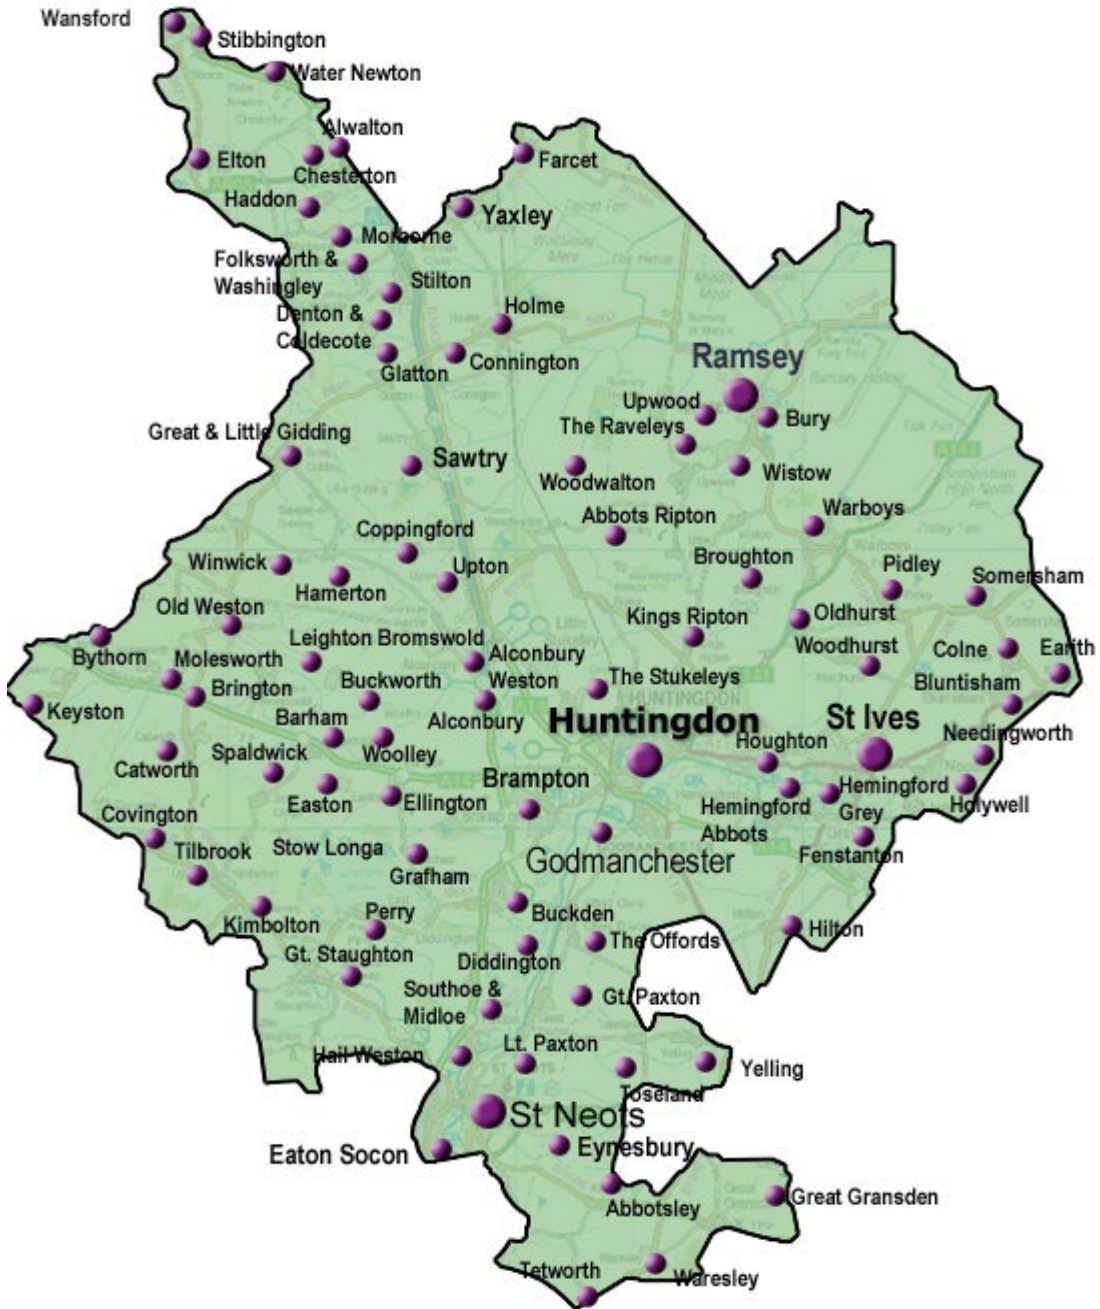 Wansford
Stibbington
Water Newton
Alwalton
Elton
Farcet
Chesterton
Haddon
Yaxley
Morborne
Folksworth &
Washingley
Stilton
Holme
Denton &
Coldecote
Glatton
Connington
Ramsey
Upwood
Bury
The Raveleys
Great & Little Gidding
Sawtry
Wistow
Woodwalton
Warboys
Abbots Ripton
Coppingford
Broughton
Winwick
Upton
Pidley
Somersham
Hamerton
Old Weston
Kings Ripton
Oldhurst
Leighton Bromswold
Woodhurst
Colne
Earith
Bythorn
Molesworth
Alconbury
Weston
The Stukeleys
Brington
Buckworth
Bluntisham
Keyston
Barham
Alconbury
Huntingdon
St Ives
Needingworth
Houghton
Spaldwick
Woolley
Catworth
Brampton
Hemingford
Grey
Holywell
Easton
Ellington
Hemingford
Abbots
Covington
Tilbrook
Stow Longa
Grafham
Godmanchester
Fenstanton
Kimbolton
Perry
Buckden
Hilton
The Offords
Gt. Staughton
Diddington
Southoe &
Midloe
Gt. Paxton
Hail Weston
Lt. Paxton
Yelling
Toseland
St Neots
Eaton Socon
Eynesbury
Great Gransden
Abbotsley
Tetworth
Waresley